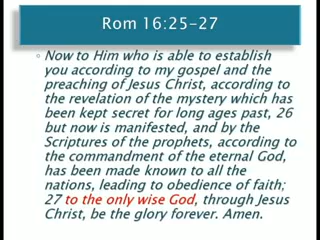 Rom 16:25-27
Now to Him who is able to establish
you according to my gospel and the
preaching of Jesus Christ, according to
the revelation of the mystery which has
been kept secret for long ages past, 26
but now is manifested, and by the
Scriptures of the prophets, according to
the commandment of the eternal God,
has been made known to all the
nations, leading to obedience of faith;
27 to the only wise God, through Jesus
Christ, be the glory forever. Amen.